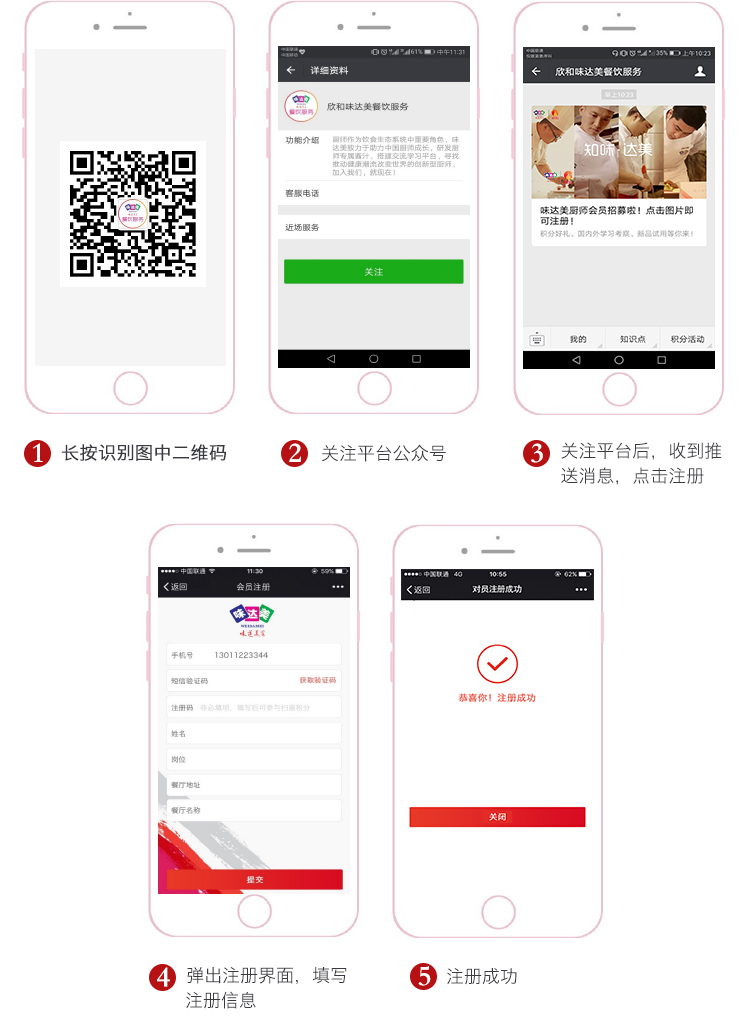 味达美
餐饮服务
1 长按识别图中二维码
中国联通
中国移动
61% 中午11:31
详细资料
味达美
餐饮服务
欣和味达美餐饮服务
功能介绍
厨师作为饮食生态系统中重要角色，味
达美致力于助力中国厨师成长，研发厨
师专属酱汁，搭建交流学习平台，寻找
推动健康潮流改变世界的创新型厨师，
加入我们，就现在！
客服电话
近场服务
关注
2 关注平台公众号
中国联通
35% 上午10:23
欣和味达美餐饮服务
早上10:23
知味·达美
味达美厨师会员招募啦！点击图片即
可注册！
积分好礼、国内外学习考察、新品试用等你来！
我的 知识点 积分活动
3 关注平台后，收到推
送消息，点击注册
中国联通 11:30 59%
返回 会员注册
味达美
WEIDAMEI
味达美家
手机号 13011223344
短信验证码 获取验证码
注册码 非必填项，填写后可参与扫雷积分
姓名
岗位
餐厅地址
餐厅名称
提交
4 弹出注册界面，填写
注册信息
中国联通 4G 10:55 62%
返回 对员注册成功
恭喜你！注册成功
关闭
5 注册成功